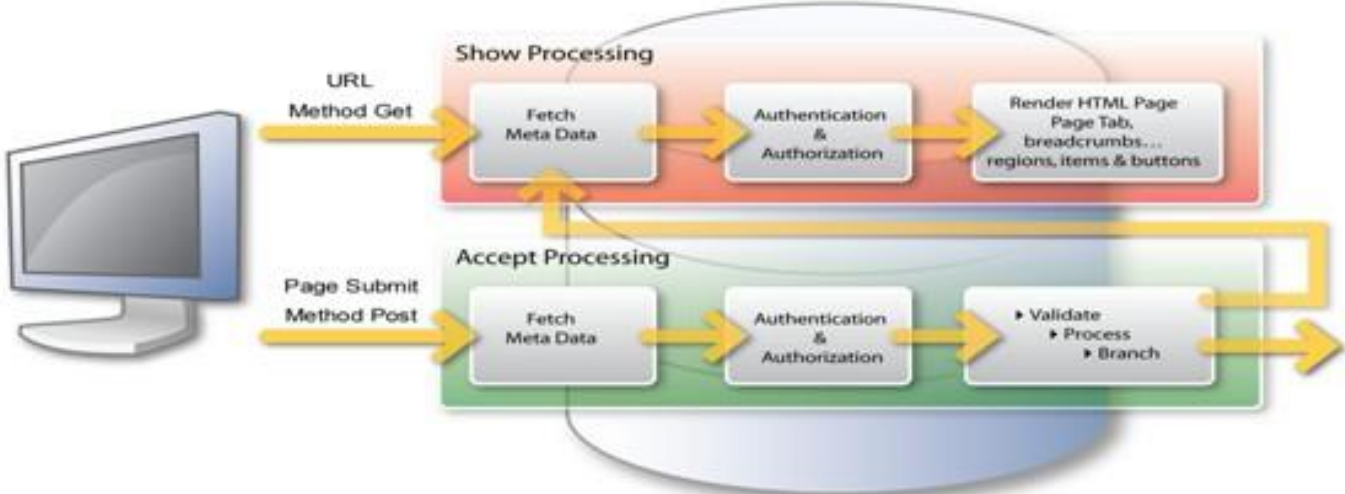 Show Processing
URL
Method Get
Fetch
Meta Data
Authentication
&
Authorization
Render HTML Page
Page Tab,
breadcrumbs...
regions, items & buttons
Accept Processing
Page Submit
Method Post
Fetch
Meta Data
Authentication
&
Authorization
Validate
Process
Branch